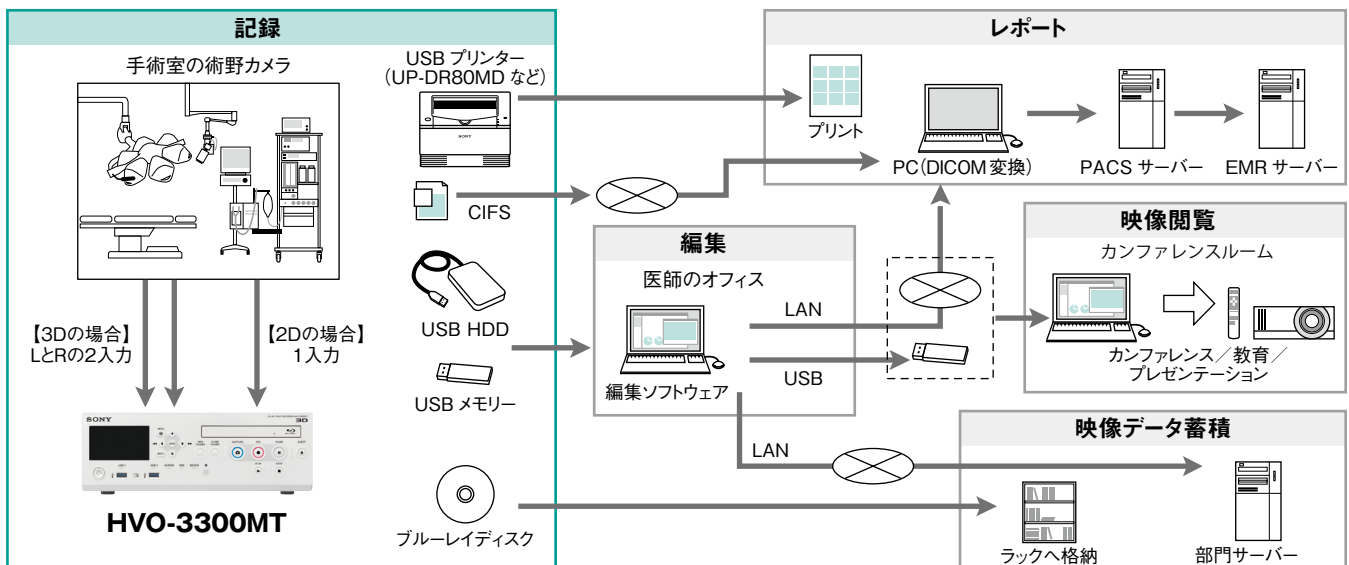 記録
手術室の術野カメラ
【3Dの場合】
LとRの2入力
【2Dの場合】
1入力
SONY
3D
HVO-3300MT
USB プリンター
(UP-DR80MD など)
SONY
CIFS
USB HDD
USB メモリー
ブルーレイディスク
編集
医師のオフィス
編集ソフトウェア
LAN
USB
LAN
レポート
プリント
PC(DICOM 変換)
PACS サーバー
EMR サーバー
映像閲覧
カンファレンスルーム
カンファレンス／教育／
プレゼンテーション
映像データ蓄積
ラックへ格納
部門サーバー